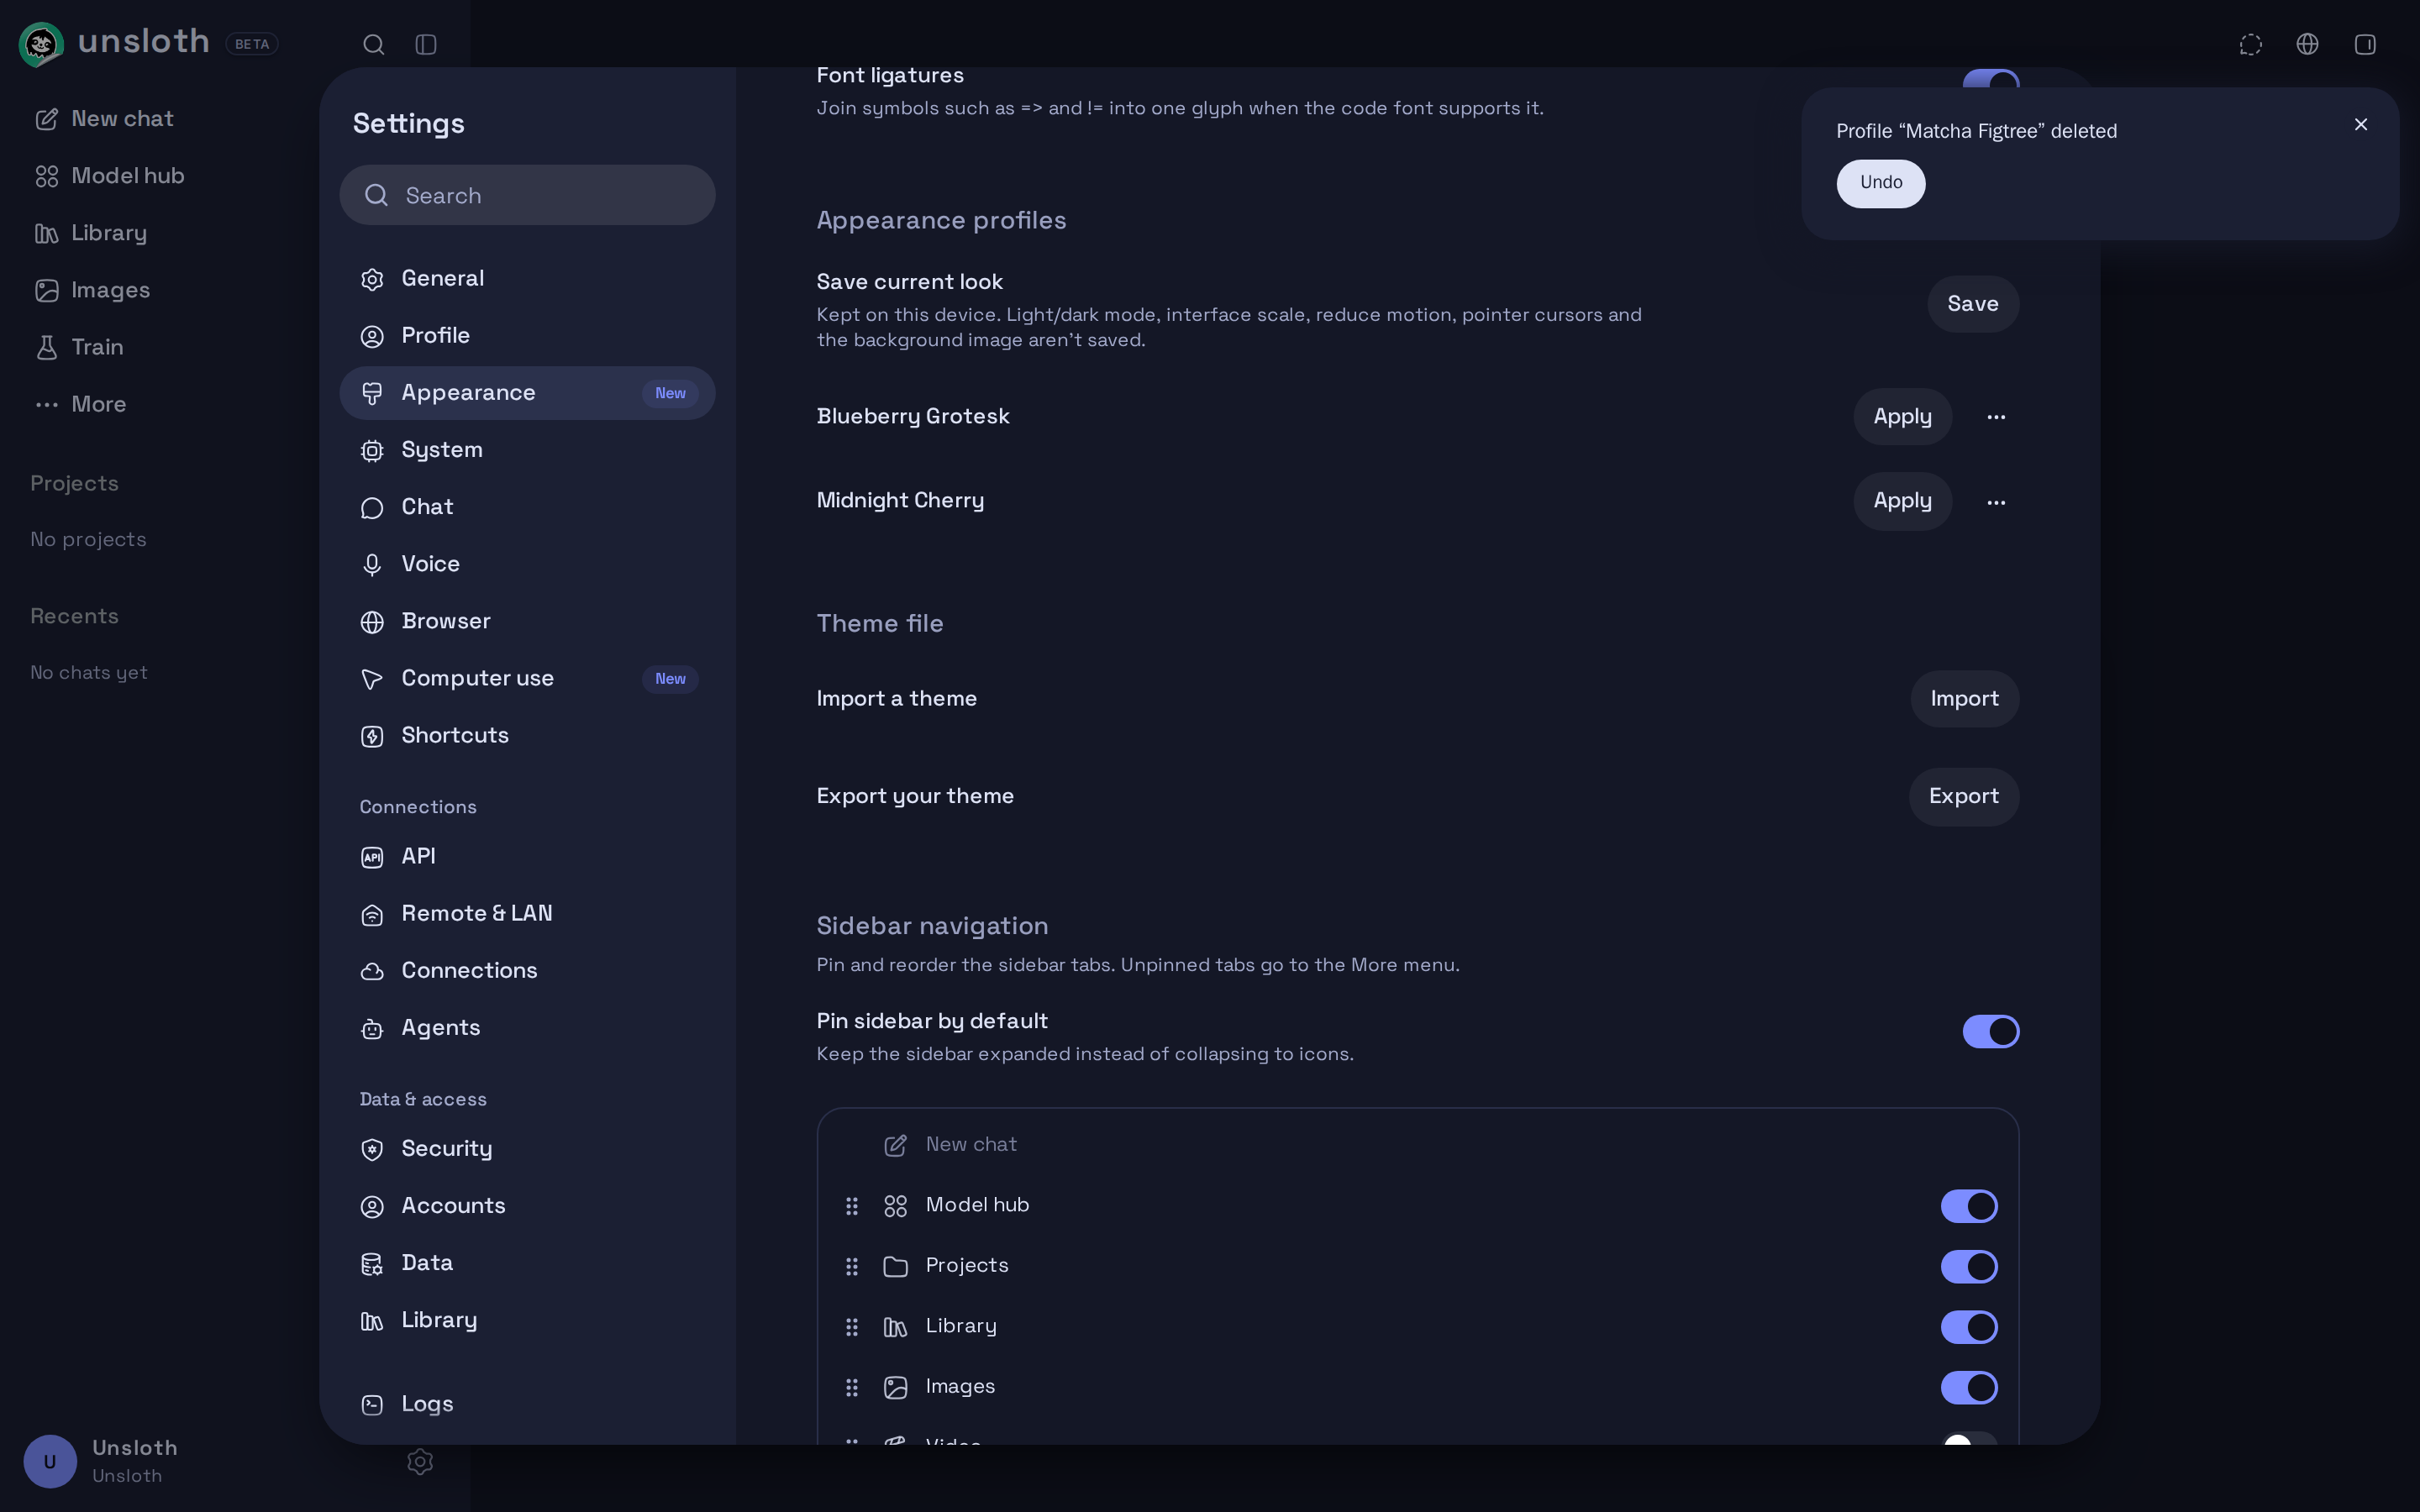 unsloth BETA
New chat
Model hub
Library
Images
Train
More
Projects
No projects
Recents
No chats yet
U
Unsloth
Unsloth
Settings
Search
General
Profile
Appearance New
System
Chat
Voice
Browser
Computer use New
Shortcuts
Connections
API API
Remote & LAN
Connections
Agents
Data & access
Security
Accounts
Data
Library
Logs
Font ligatures
Join symbols such as => and != into one glyph when the code font supports it.
Appearance profiles
Save current look
Kept on this device. Light/dark mode, interface scale, reduce motion, pointer cursors and
the background image aren’t saved.
Save
Blueberry Grotesk Apply
Midnight Cherry Apply
Theme file
Import a theme Import
Export your theme Export
Sidebar navigation
Pin and reorder the sidebar tabs. Unpinned tabs go to the More menu.
Pin sidebar by default
Keep the sidebar expanded instead of collapsing to icons.
New chat
Model hub
Projects
Library
Images
Video
Profile “Matcha Figtree” deleted
Undo